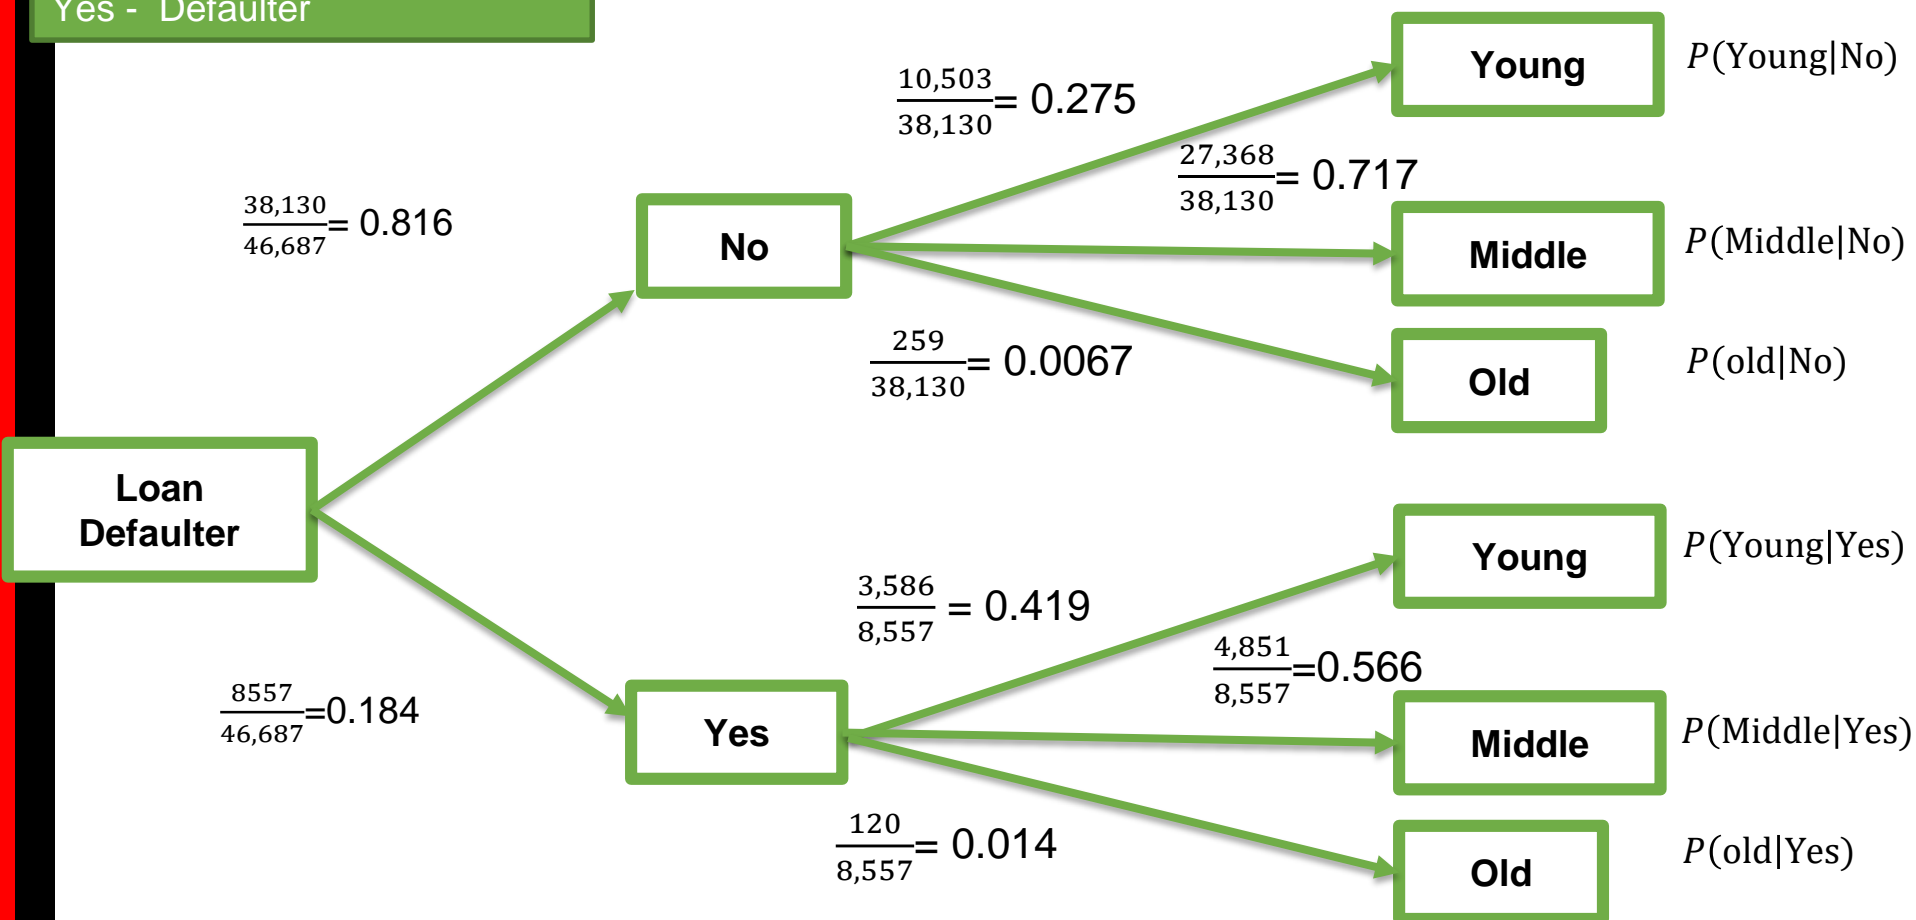 Yes - Defaulter
10,503/38,130= 0.275
Young
P(Young|No)
27,368/38,130= 0.717
38,130/46,687= 0.816
No
Middle
P(Middle|No)
259/38,130= 0.0067
Old
P(old|No)
Loan
Defaulter
3,586/8,557 = 0.419
Young
P(Young|Yes)
4,851/8,557=0.566
8557/46,687=0.184
Yes
Middle
P(Middle|Yes)
120/8,557= 0.014
Old
P(old|Yes)